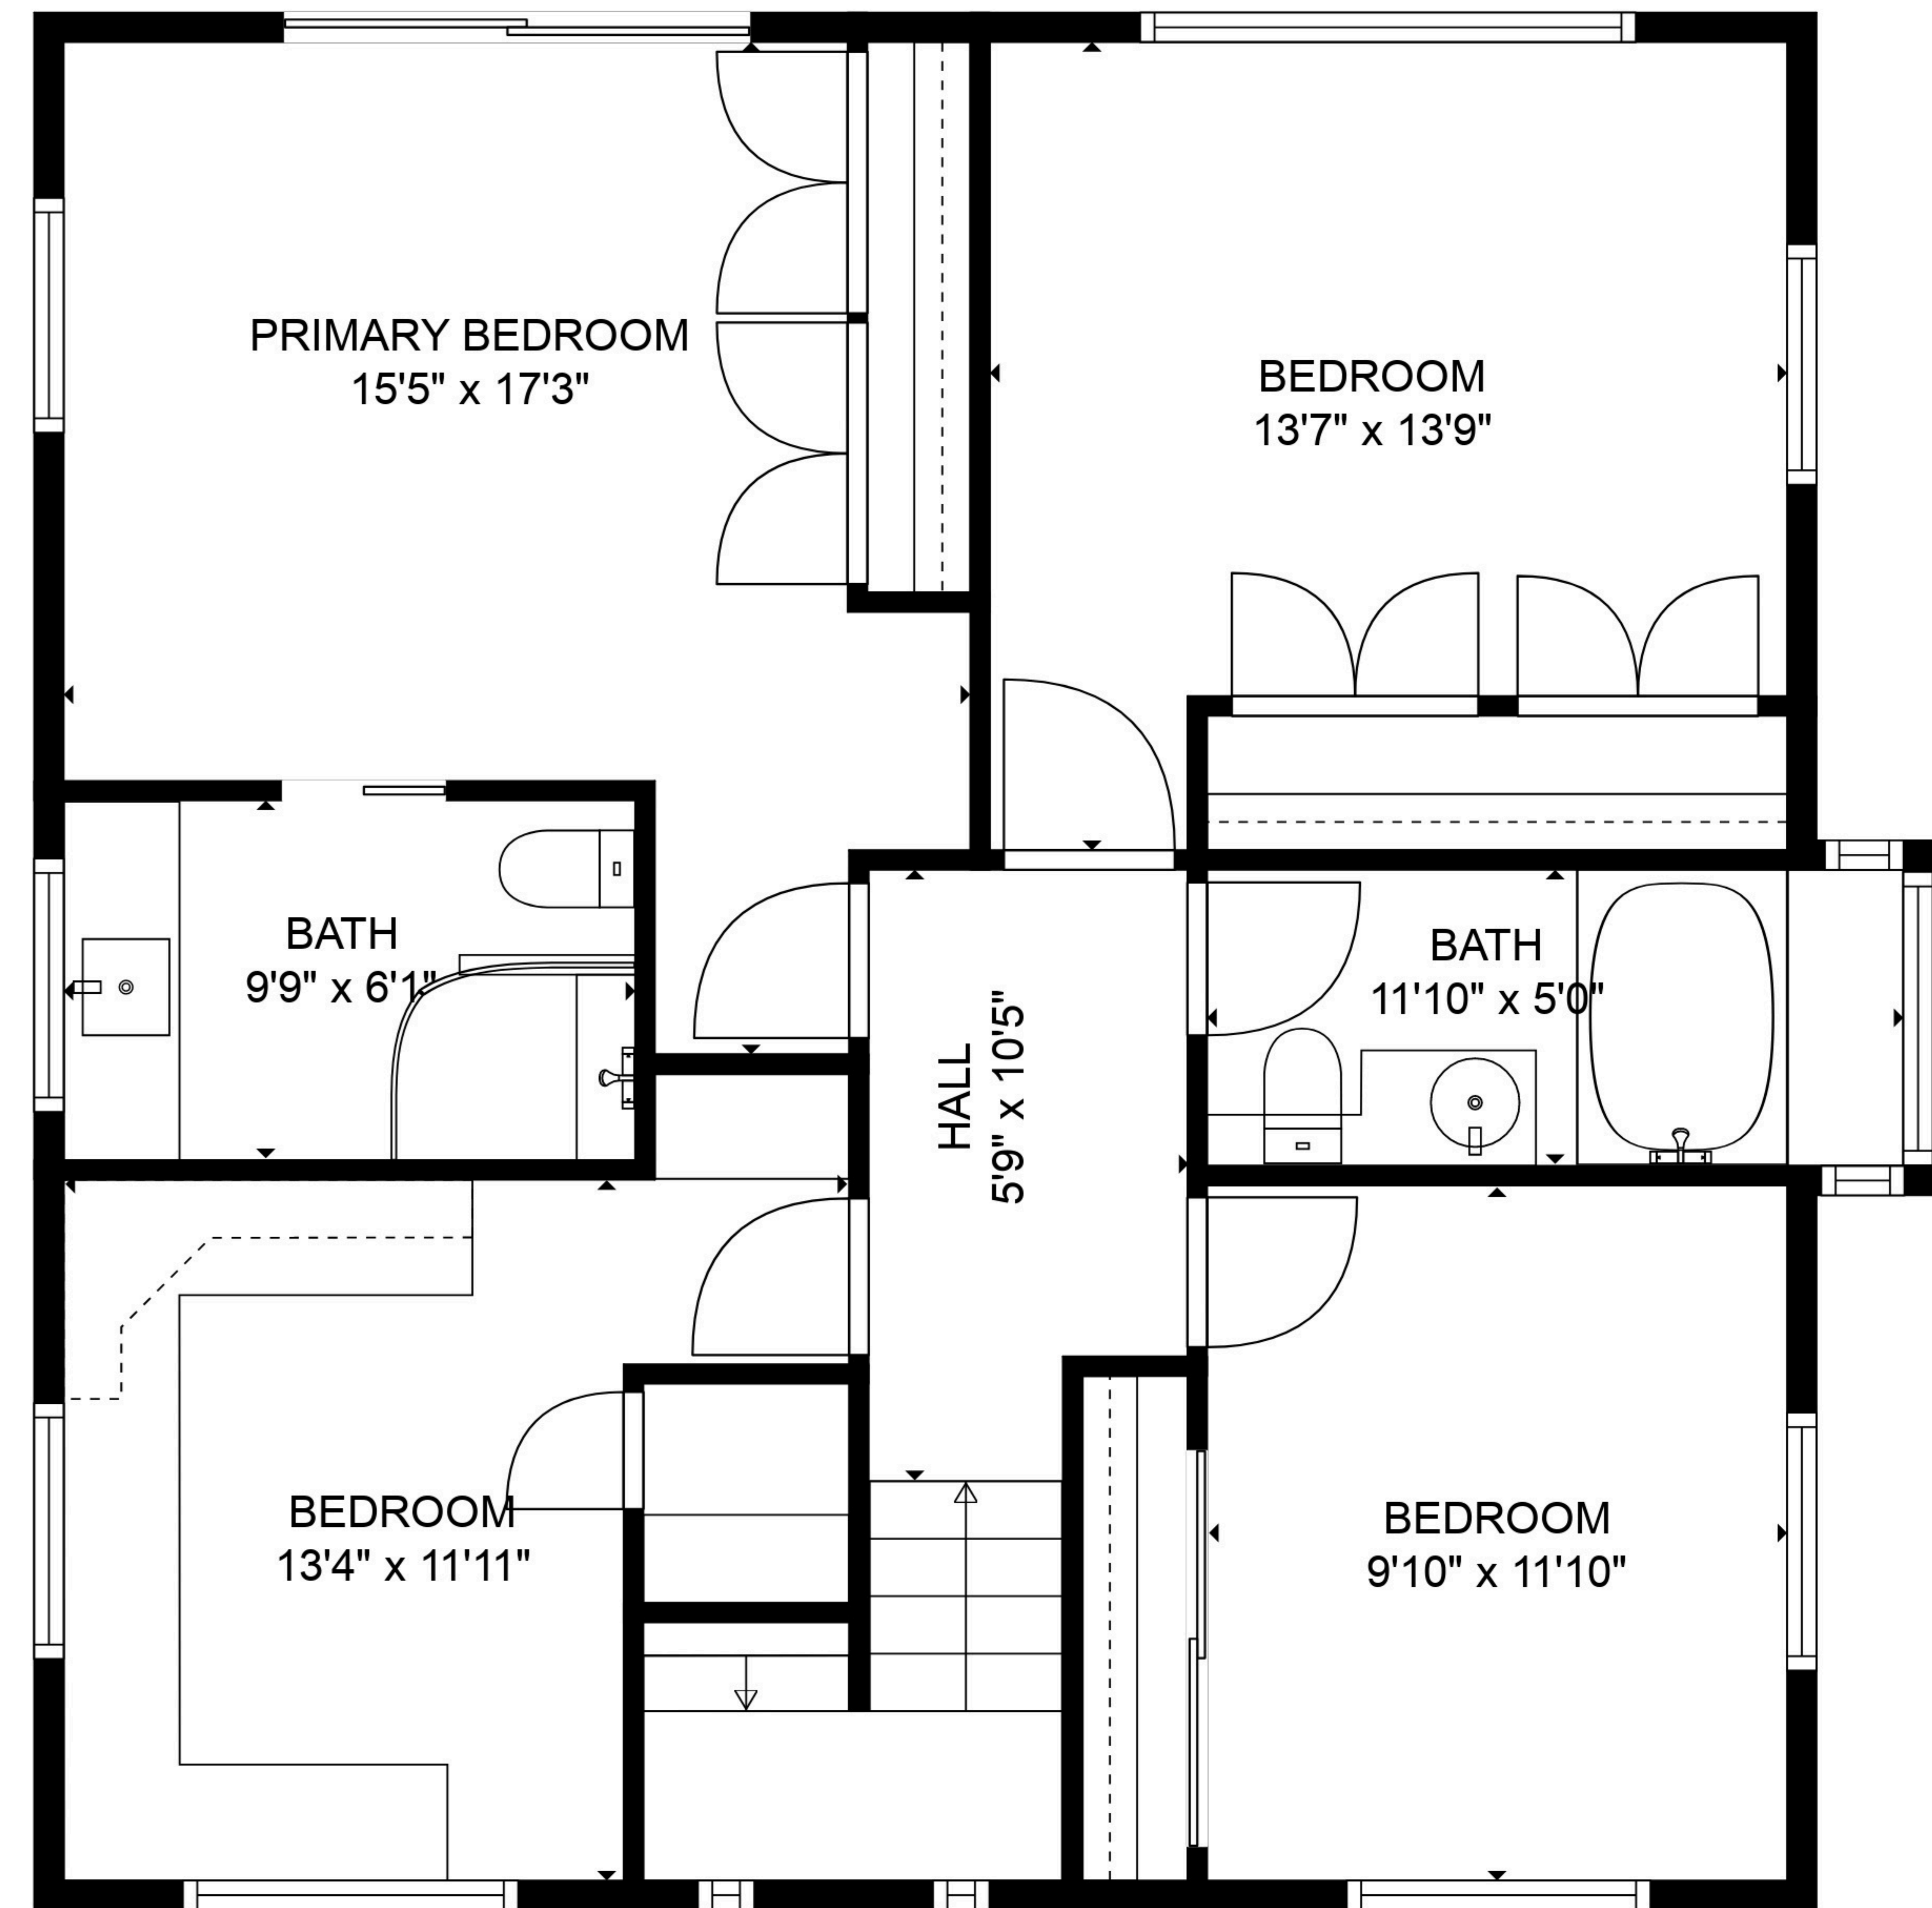 PRIMARY BEDROOM
15'5" x 17'3"
BEDROOM
13'7" x 13'9"
BATH
9'9" x 6'1"
HALL
5'9" x 10'5"
BATH
11'10" x 5'0"
BEDROOM
13'4" x 11'11"
BEDROOM
9'10" x 11'10"